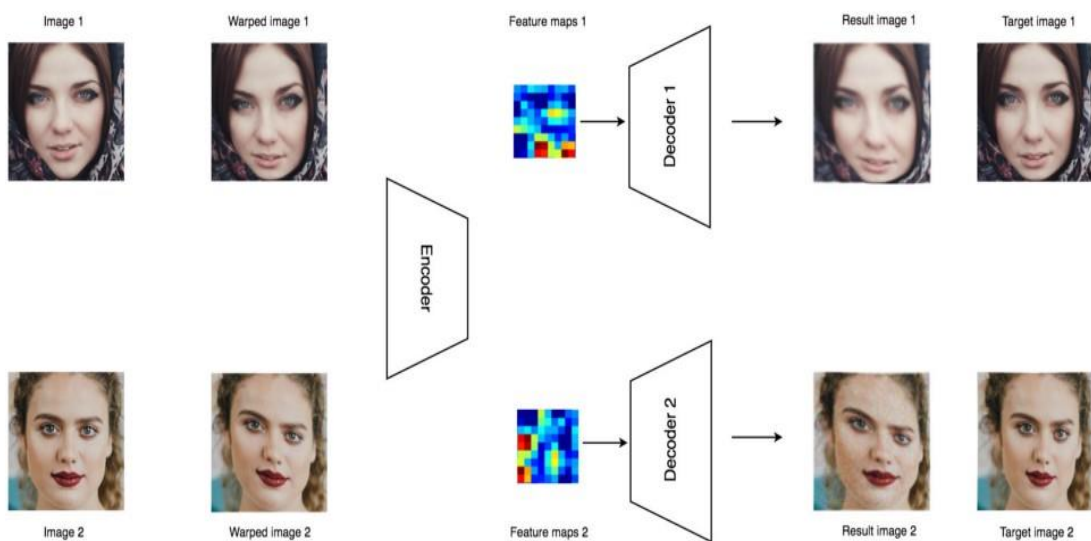 Image 1
Warped image 1
Feature maps 1
Result image 1
Target image 1
Decoder 1
Encoder
Decoder 2
Image 2
Warped image 2
Feature maps 2
Result image 2
Target image 2